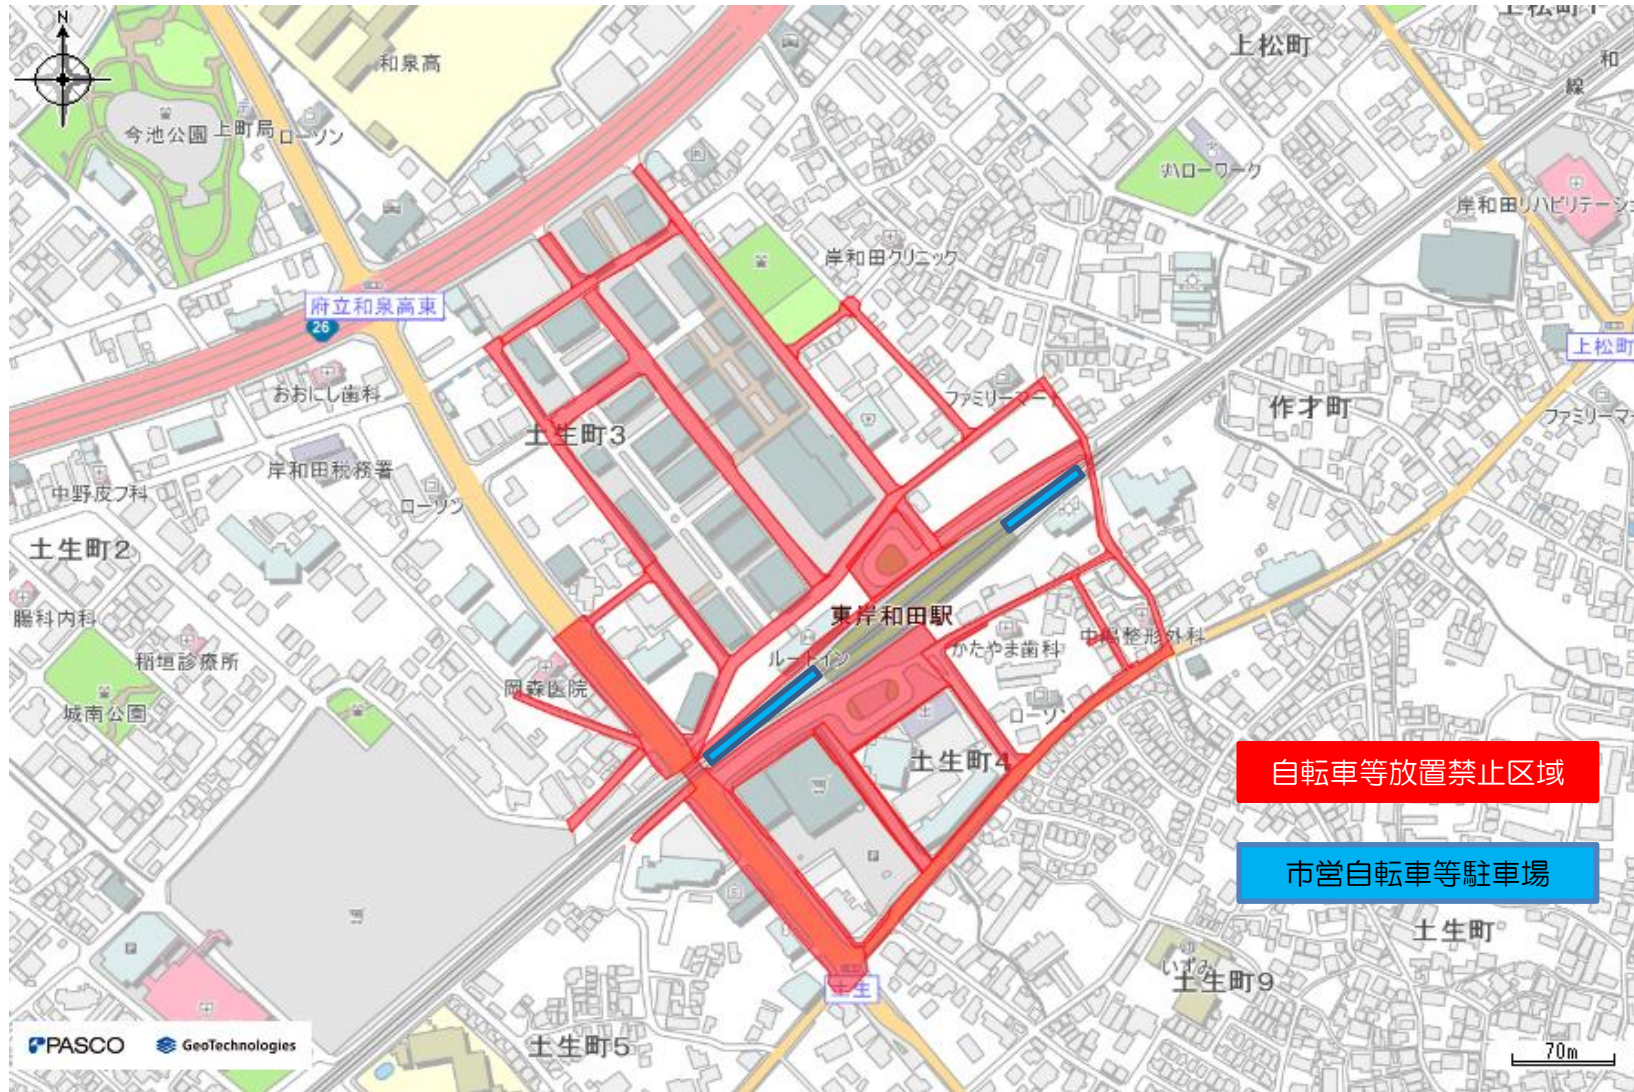 N
上松町
和
線
和泉高
今池公園
上町局
ローソン
ハローワーク
岸和田リハビリテーショ
岸和田クリニック
府立和泉高東
26
上松町
おおにし歯科
ファミリーマート
作才町
ファミリーマー
土生町3
岸和田税務署
中野皮フ科
ローソン
土生町2
腸科内科
東岸和田駅
稲垣診療所
ルートイン
かたやま歯科
中嶋整形外科
岡森医院
城南公園
ローソン
土生町4
自転車等放置禁止区域
市営自転車等駐車場
土生町
いずみ
土生町9
土生
土生町5
PASCO
GeoTechnologies
70m